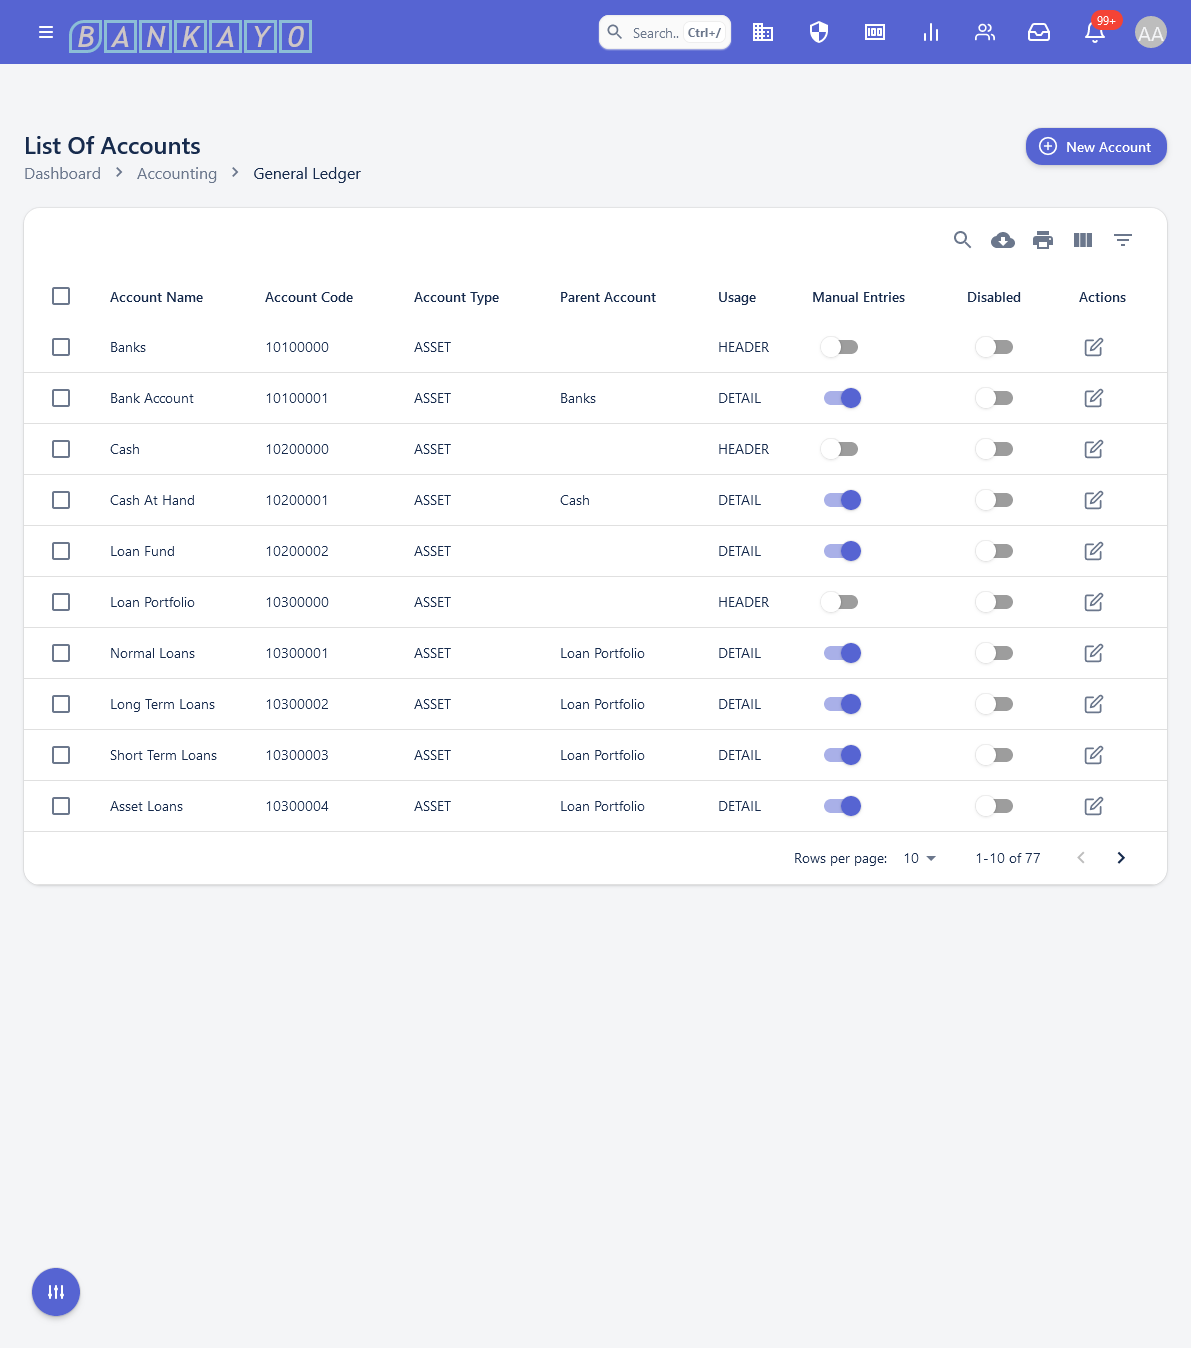 BANKAYO
Search.. Ctrl+/
99+
AA
List Of Accounts
New Account
Dashboard > Accounting > General Ledger
Account Name Account Code Account Type Parent Account Usage Manual Entries Disabled Actions
Banks 10100000 ASSET HEADER
Bank Account 10100001 ASSET Banks DETAIL
Cash 10200000 ASSET HEADER
Cash At Hand 10200001 ASSET Cash DETAIL
Loan Fund 10200002 ASSET DETAIL
Loan Portfolio 10300000 ASSET HEADER
Normal Loans 10300001 ASSET Loan Portfolio DETAIL
Long Term Loans 10300002 ASSET Loan Portfolio DETAIL
Short Term Loans 10300003 ASSET Loan Portfolio DETAIL
Asset Loans 10300004 ASSET Loan Portfolio DETAIL
Rows per page: 10 1-10 of 77